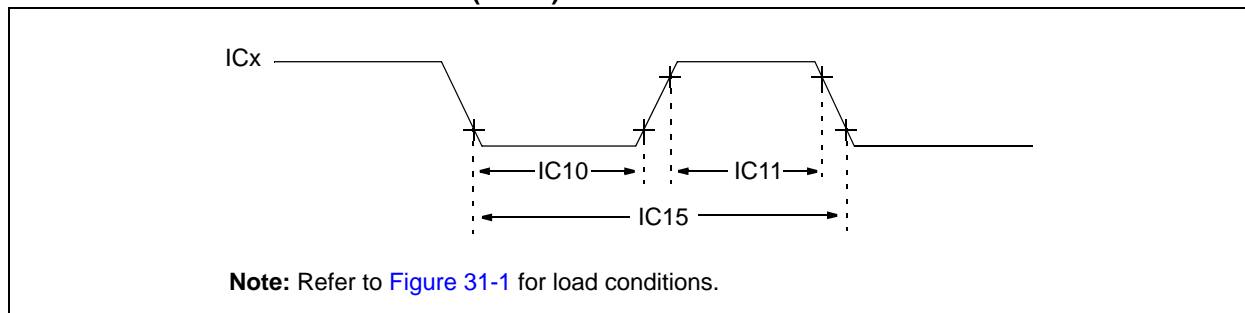 ICx
IC10
IC11
IC15
Note: Refer to Figure 31-1 for load conditions.